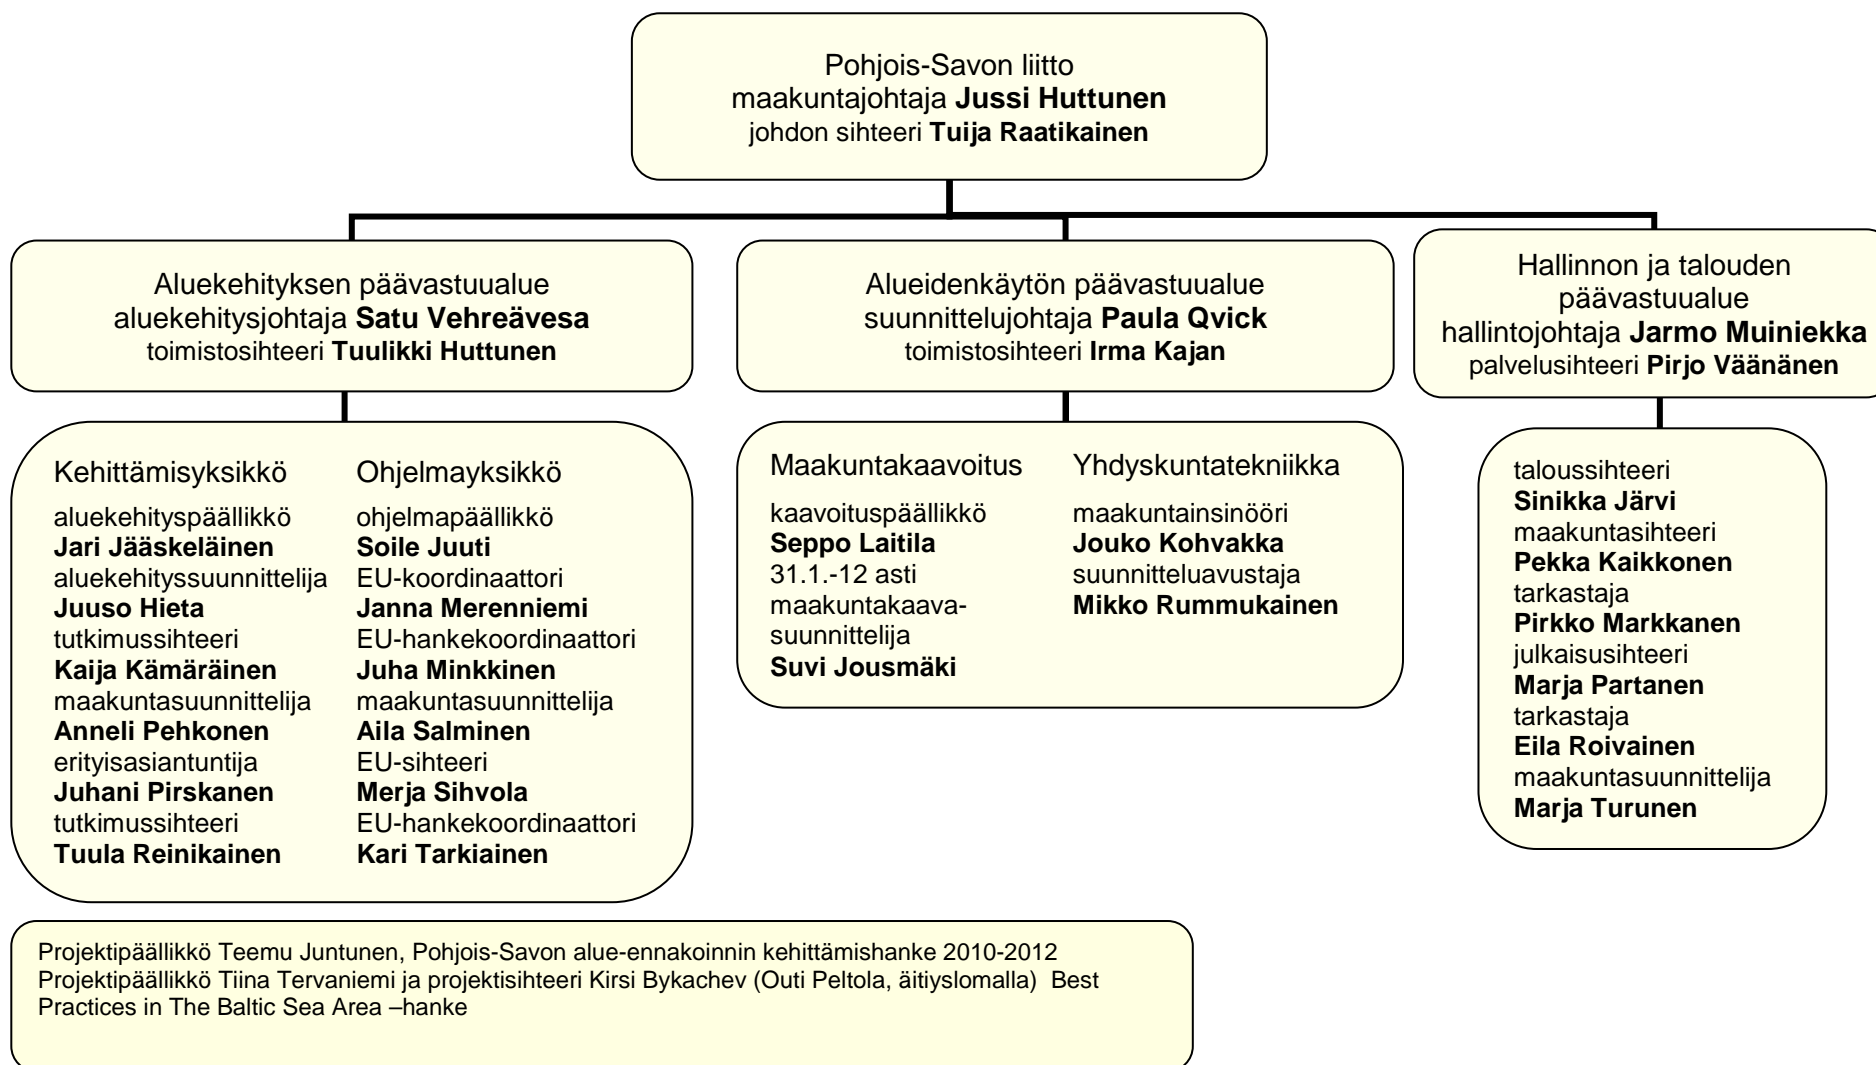 Pohjois-Savon liitto
maakuntajohtaja Jussi Huttunen
johdon sihteeri Tuija Raatikainen
Aluekehityksen päävastuualue
aluekehitysjohtaja Satu Vehreävesa
toimistosihteeri Tuulikki Huttunen
Alueidenkäytön päävastuualue
suunnittelujohtaja Paula Qvick
toimistosihteeri Irma Kajan
Hallinnon ja talouden
päävastuualue
hallintojohtaja Jarmo Muiniekka
palvelusihteeri Pirjo Väänänen
Kehittämisyksikkö
aluekehityspäällikkö
Jari Jääskeläinen
aluekehityssuunnittelija
Juuso Hieta
tutkimussihteeri
Kaija Kämäräinen
maakuntasuunnittelija
Anneli Pehkonen
erityisasiantuntija
Juhani Pirskanen
tutkimussihteeri
Tuula Reinikainen
Ohjelmayksikkö
ohjelmapäällikkö
Soile Juuti
EU-koordinaattori
Janna Merenniemi
EU-hankekoordinaattori
Juha Minkkinen
maakuntasuunnittelija
Aila Salminen
EU-sihteeri
Merja Sihvola
EU-hankekoordinaattori
Kari Tarkiainen
Maakuntakaavoitus
kaavoituspäällikkö
Seppo Laitila
31.1.-12 asti
maakuntakaava-
suunnittelija
Suvi Jousmäki
Yhdyskuntatekniikka
maakuntainsinööri
Jouko Kohvakka
suunnitteluavustaja
Mikko Rummukainen
taloussihteeri
Sinikka Järvi
maakuntasihteeri
Pekka Kaikkonen
tarkastaja
Pirkko Markkanen
julkaisusihteeri
Marja Partanen
tarkastaja
Eila Roivainen
maakuntasuunnittelija
Marja Turunen
Projektipäällikkö Teemu Juntunen, Pohjois-Savon alue-ennakoinnin kehittämishanke 2010-2012
Projektipäällikkö Tiina Tervaniemi ja projektisihteeri Kirsi Bykachev (Outi Peltola, äitiyslomalla)  Best
Practices in The Baltic Sea Area –hanke